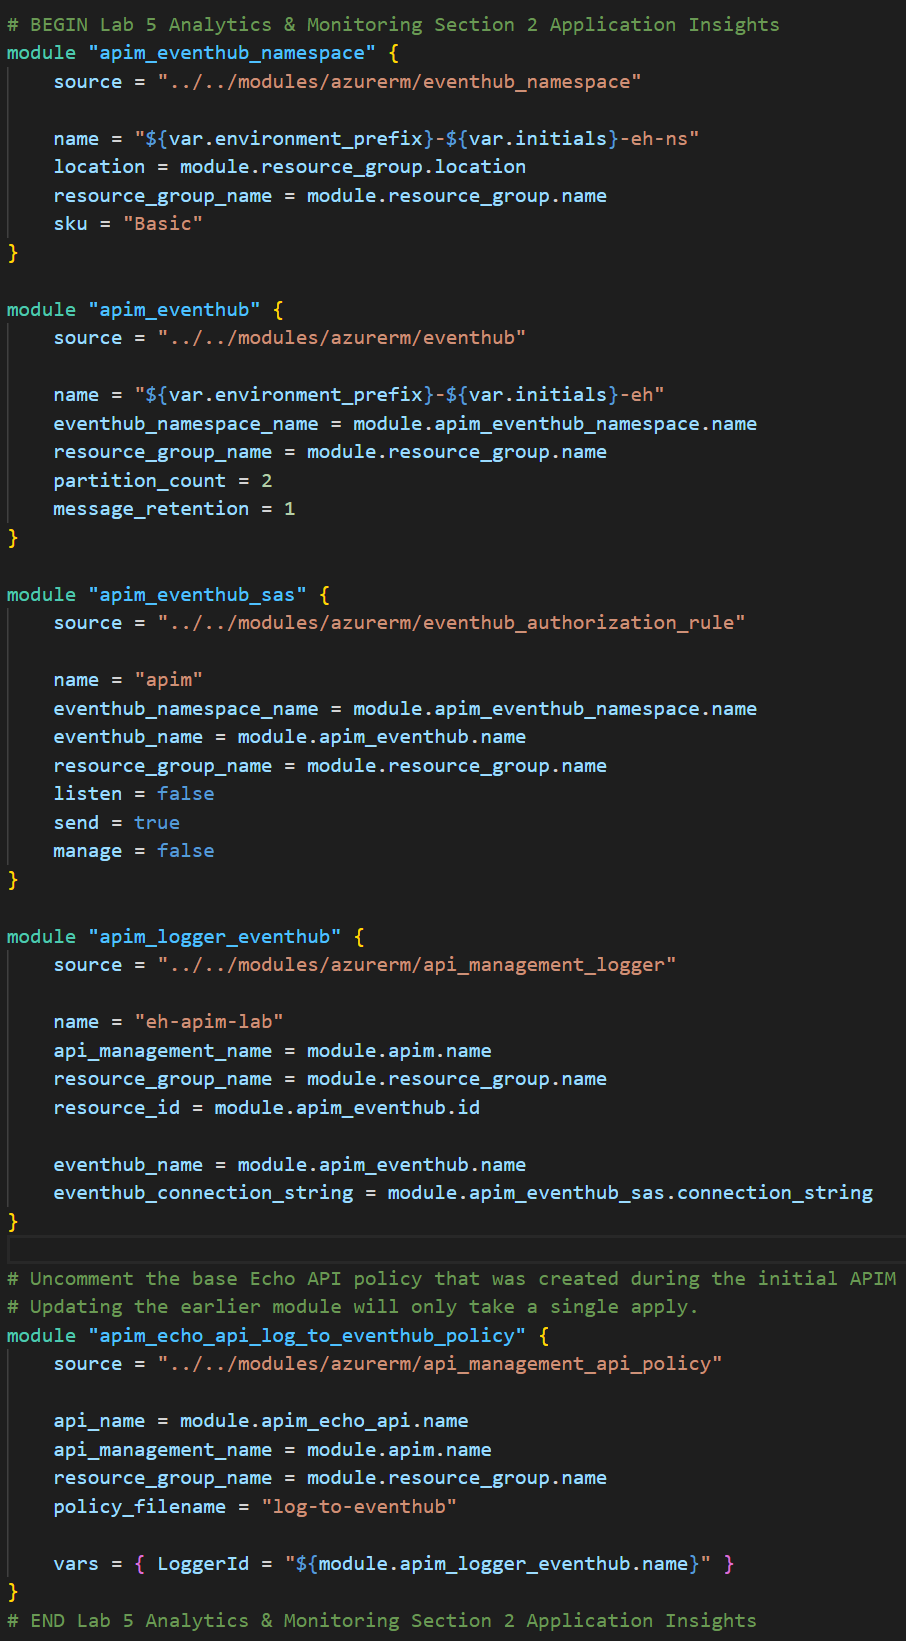 # BEGIN Lab 5 Analytics & Monitoring Section 2 Application Insights
module "apim_eventhub_namespace" {
    source = "../../modules/azurerm/eventhub_namespace"

    name = "${var.environment_prefix}-${var.initials}-eh-ns"
    location = module.resource_group.location
    resource_group_name = module.resource_group.name
    sku = "Basic"
}

module "apim_eventhub" {
    source = "../../modules/azurerm/eventhub"

    name = "${var.environment_prefix}-${var.initials}-eh"
    eventhub_namespace_name = module.apim_eventhub_namespace.name
    resource_group_name = module.resource_group.name
    partition_count = 2
    message_retention = 1
}

module "apim_eventhub_sas" {
    source = "../../modules/azurerm/eventhub_authorization_rule"

    name = "apim"
    eventhub_namespace_name = module.apim_eventhub_namespace.name
    eventhub_name = module.apim_eventhub.name
    resource_group_name = module.resource_group.name
    listen = false
    send = true
    manage = false
}

module "apim_logger_eventhub" {
    source = "../../modules/azurerm/api_management_logger"

    name = "eh-apim-lab"
    api_management_name = module.apim.name
    resource_group_name = module.resource_group.name
    resource_id = module.apim_eventhub.id

    eventhub_name = module.apim_eventhub.name
    eventhub_connection_string = module.apim_eventhub_sas.connection_string
}

# Uncomment the base Echo API policy that was created during the initial APIM
# Updating the earlier module will only take a single apply.
module "apim_echo_api_log_to_eventhub_policy" {
    source = "../../modules/azurerm/api_management_api_policy"

    api_name = module.apim_echo_api.name
    api_management_name = module.apim.name
    resource_group_name = module.resource_group.name
    policy_filename = "log-to-eventhub"

    vars = { LoggerId = "${module.apim_logger_eventhub.name}" }
}
# END Lab 5 Analytics & Monitoring Section 2 Application Insights